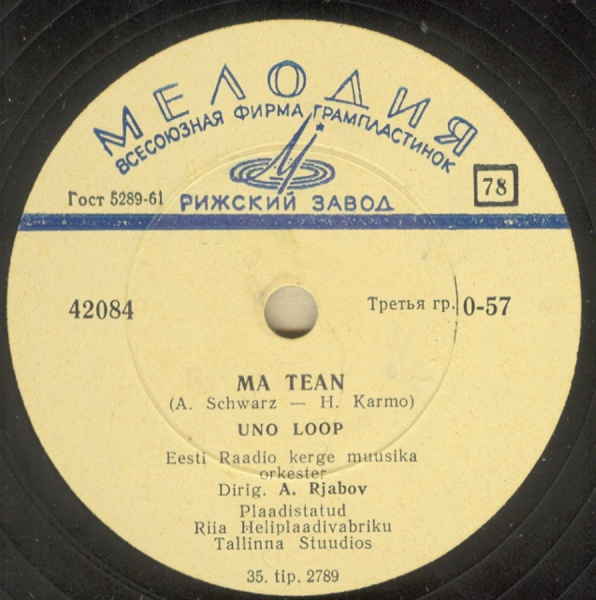 МЕЛОДИЯ
ВСЕСОЮЗНАЯ ФИРМА ГРАМПЛАСТИНОК
Гост 5289-61
РИЖСКИЙ ЗАВОД
78
42084
Третья гр. 0-57
MA TEAN
(A. Schwarz — H. Karmo)
UNO LOOP
Eesti Raadio kerge muusika
orkester
Dirig. A. Rjabov
Plaadistatud
Riia Heliplaadivabriku
Tallinna Stuudios
35. tip. 2789